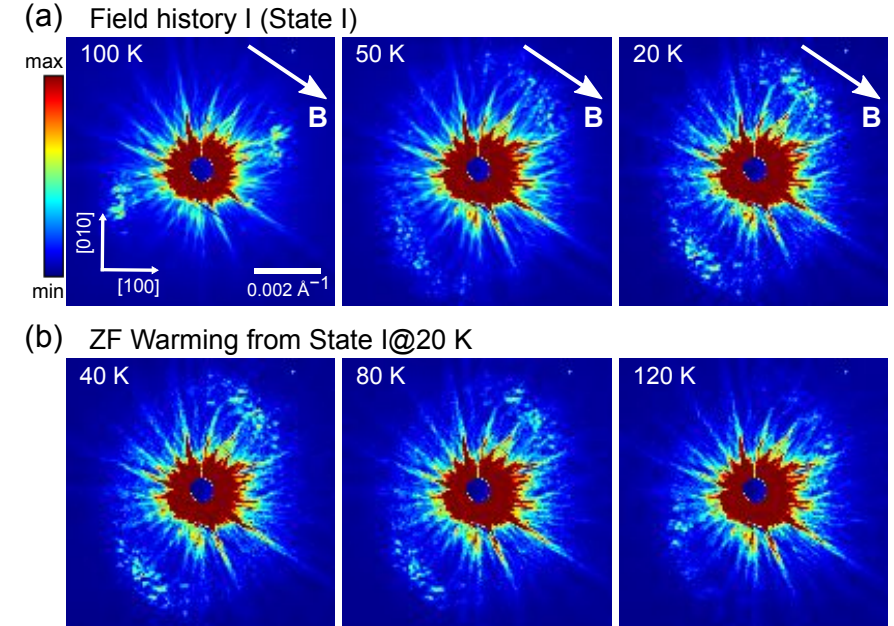 (a) Field history I (State I)
max
min
100 K
B
[010]
[100]
0.002 Å⁻¹
50 K
B
20 K
B
(b) ZF Warming from State I@20 K
40 K
80 K
120 K